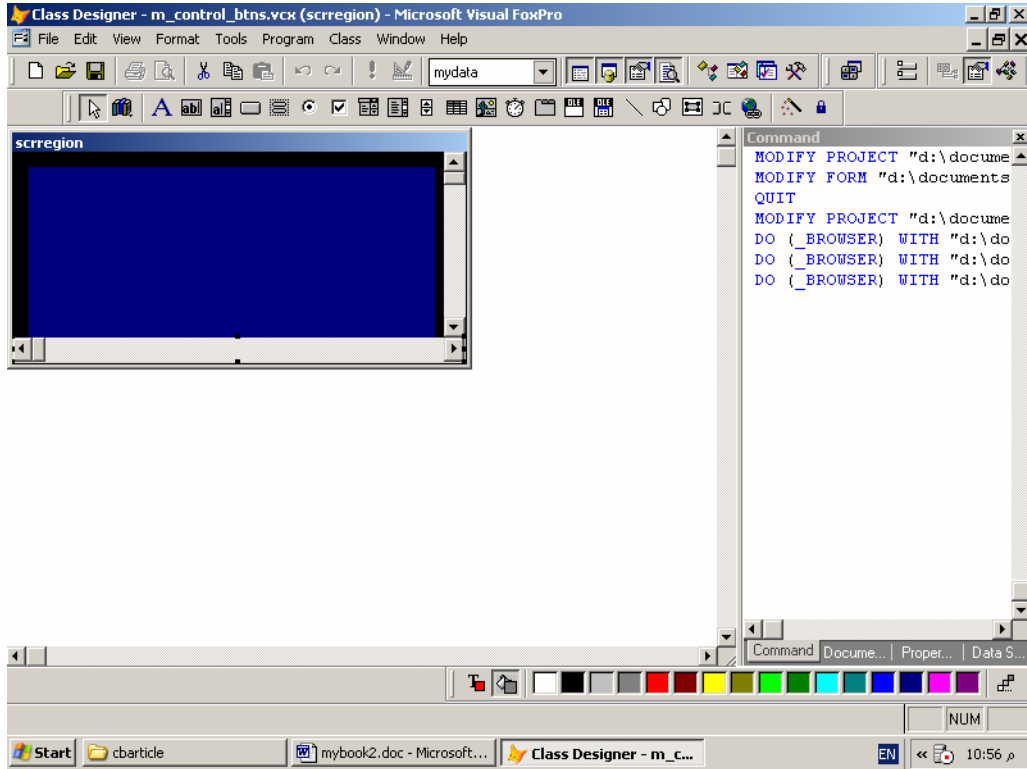 Class Designer - m_control_btns.vcx (scrregion) - Microsoft Visual FoxPro
File Edit View Format Tools Program Class Window Help
mydata
scrregion
Command
MODIFY PROJECT "d:\docume
MODIFY FORM "d:\documents
QUIT
MODIFY PROJECT "d:\docume
DO (_BROWSER) WITH "d:\do
DO (_BROWSER) WITH "d:\do
DO (_BROWSER) WITH "d:\do
Command Docume... Proper... Data S...
NUM
Start cbarticle mybook2.doc - Microsoft... Class Designer - m_c... EN « 10:56 م